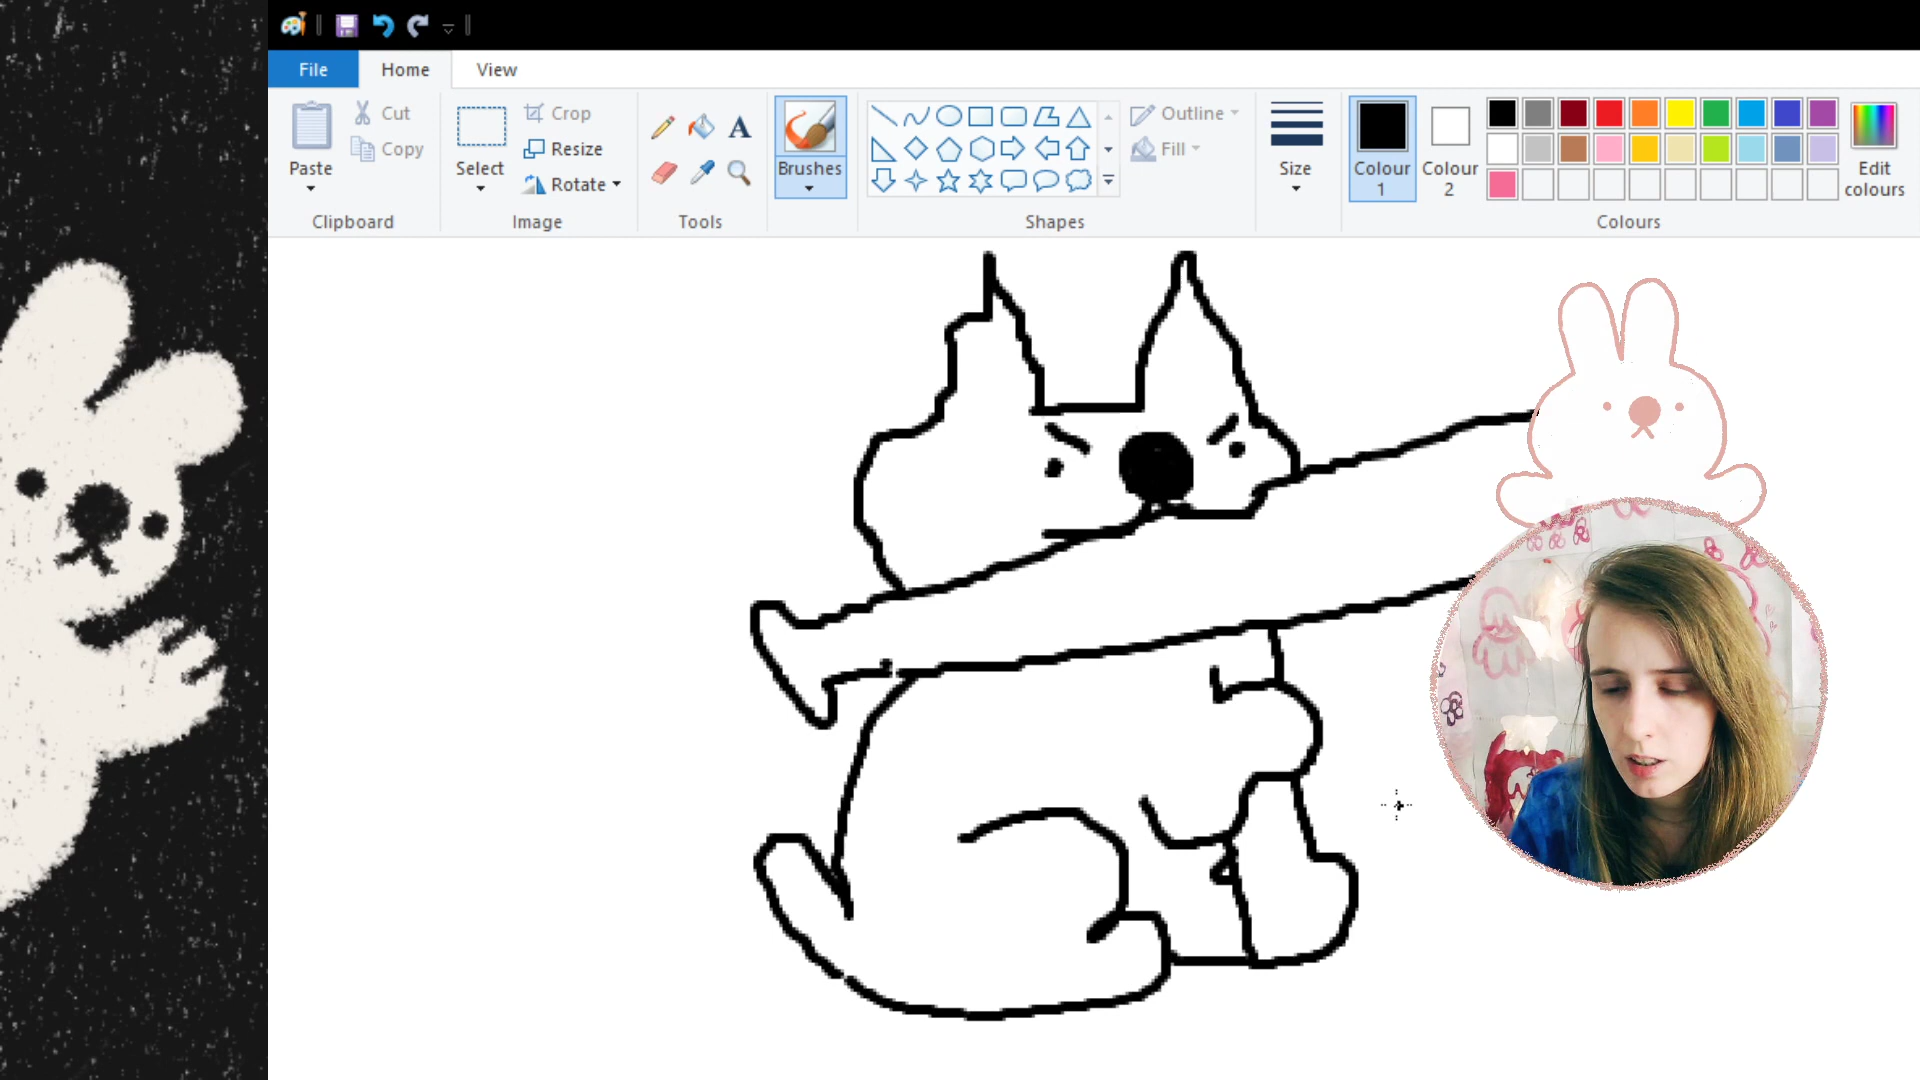 File Home View
Paste Cut Copy
Clipboard
Select Crop Resize Rotate
Image
A
Tools
Brushes
Shapes
Outline
Fill
Size
Colour 1
Colour 2
Edit colours
Colours